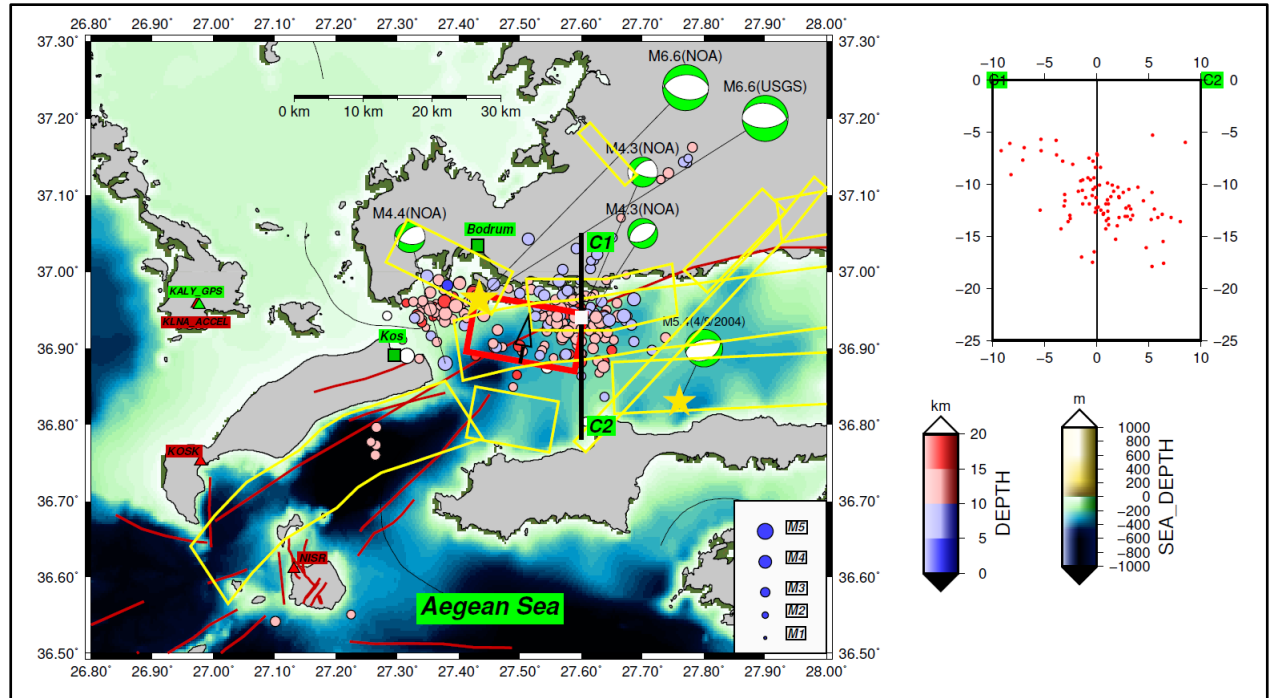 26.80˚ 26.90˚ 27.00˚ 27.10˚ 27.20˚ 27.30˚ 27.40˚ 27.50˚ 27.60˚ 27.70˚ 27.80˚ 27.90˚ 28.00˚
37.30˚ 37.30˚
M6.6(NOA)
0 km 10 km 20 km 30 km
M6.6(USGS)
37.20˚ 37.20˚
M4.3(NOA)
37.10˚ 37.10˚
M4.4(NOA)
M4.3(NOA)
Bodrum
C1
37.00˚ 37.00˚
KALY_GPS
KLNA_ACCEL
Kos
36.90˚ 36.90˚
36.80˚ 36.80˚
C2
KOSK
36.70˚ 36.70˚
M5
M4
NISR
M3
36.60˚ 36.60˚
Aegean Sea
M2
M1
36.50˚ 36.50˚
26.80˚ 26.90˚ 27.00˚ 27.10˚ 27.20˚ 27.30˚ 27.40˚ 27.50˚ 27.60˚ 27.70˚ 27.80˚ 27.90˚ 28.00˚
−10 −5 0 5 10
0 C1 C2 0
−5 −5
−10 −10
−15 −15
−20 −20
−25 −25
−10 −5 0 5 10
km
20
15
10
5
0
DEPTH
m
1000
800
600
400
200
0
−200
−400
−600
−800
−1000
SEA_DEPTH